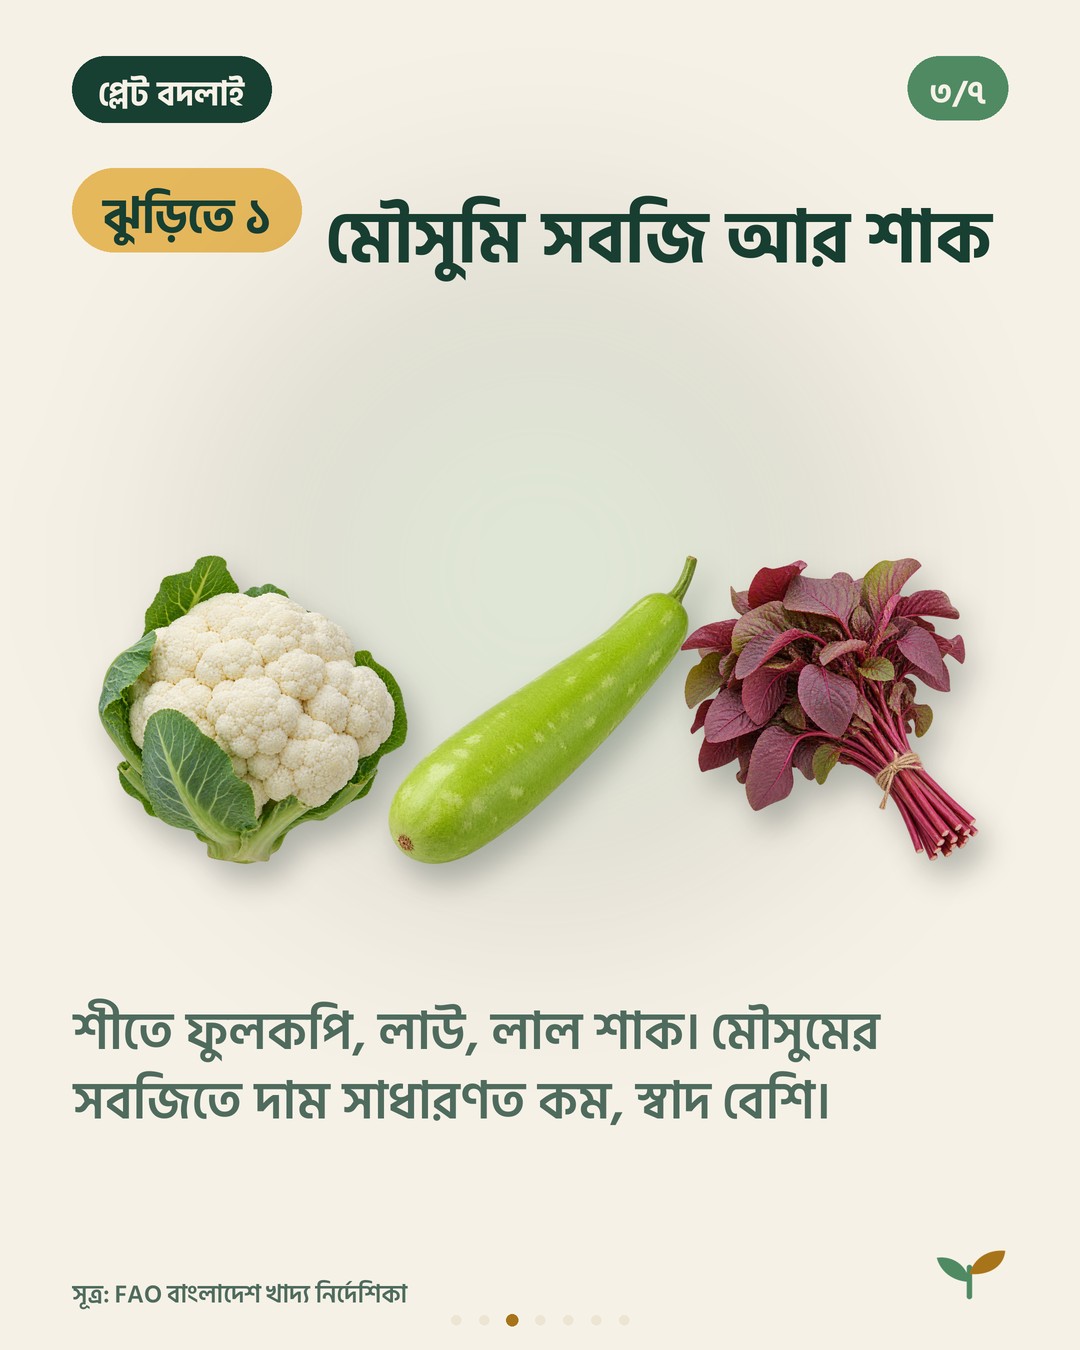 প্লেট বদলাই
৩/৭
ঝুড়িতে ১
মৌসুমি সবজি আর শাক
শীতে ফুলকপি, লাউ, লাল শাক। মৌসুমের
সবজিতে দাম সাধারণত কম, স্বাদ বেশি।
সূত্র: FAO বাংলাদেশ খাদ্য নির্দেশিকা